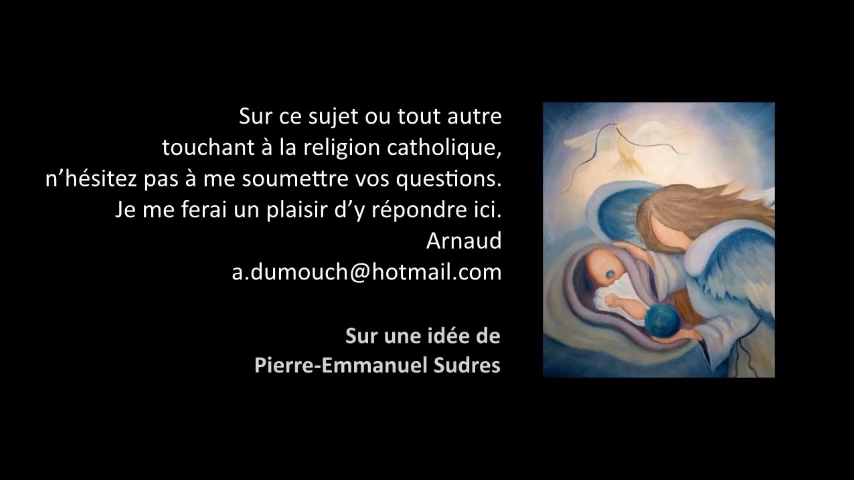 Sur ce sujet ou tout autre
touchant à la religion catholique,
n’hésitez pas à me soumettre vos questions.
Je me ferai un plaisir d’y répondre ici.
Arnaud
a.dumouch@hotmail.com
Sur une idée de
Pierre-Emmanuel Sudres